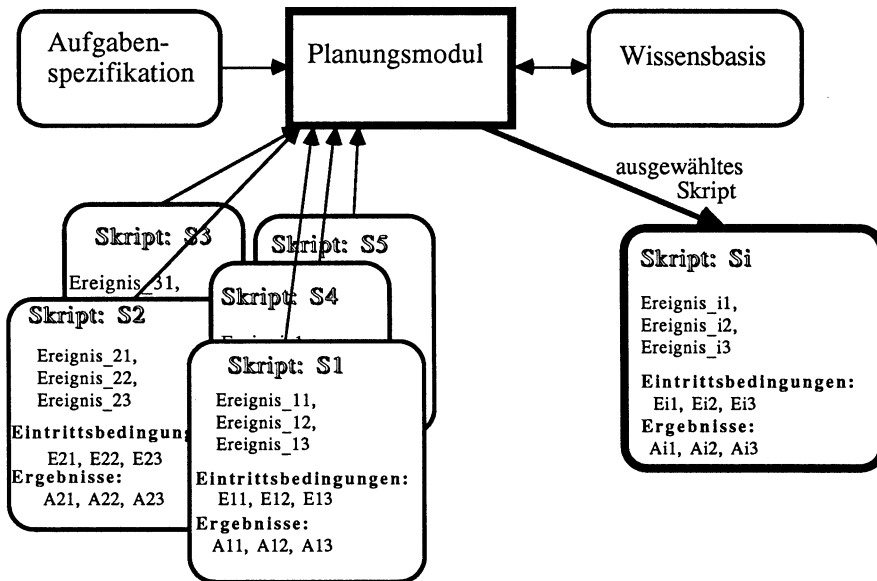 Aufgaben-
spezifikation
Planungsmodul
Wissensbasis
ausgewähltes
Skript
Skript: S3
Ereignis_31,
Skript: S5
Skript: S4
Skript: S2
Ereignis_21,
Ereignis_22,
Ereignis_23
Eintrittsbedingung
E21, E22, E23
Ergebnisse:
A21, A22, A23
Skript: S1
Ereignis_11,
Ereignis_12,
Ereignis_13
Eintrittsbedingungen:
E11, E12, E13
Ergebnisse:
A11, A12, A13
Skript: Si
Ereignis_i1,
Ereignis_i2,
Ereignis_i3
Eintrittsbedingungen:
Ei1, Ei2, Ei3
Ergebnisse:
Ai1, Ai2, Ai3